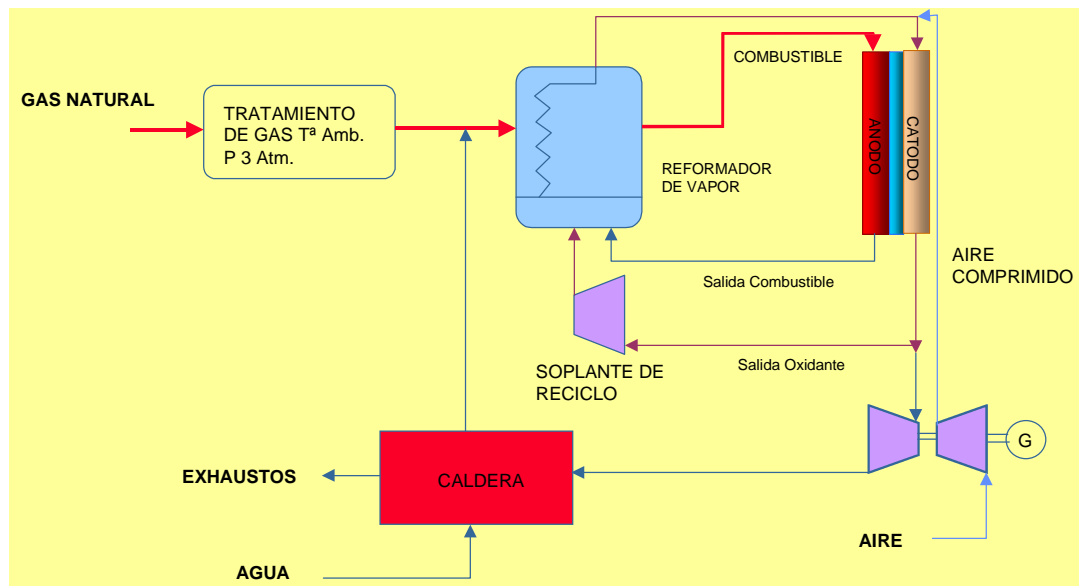 COMBUSTIBLE
GAS NATURAL
TRATAMIENTO
DE GAS Tª Amb.
P 3 Atm.
ANODO
CATODO
REFORMADOR
DE VAPOR
AIRE
COMPRIMIDO
Salida Combustible
Salida Oxidante
SOPLANTE DE
RECICLO
G
EXHAUSTOS
CALDERA
AIRE
AGUA